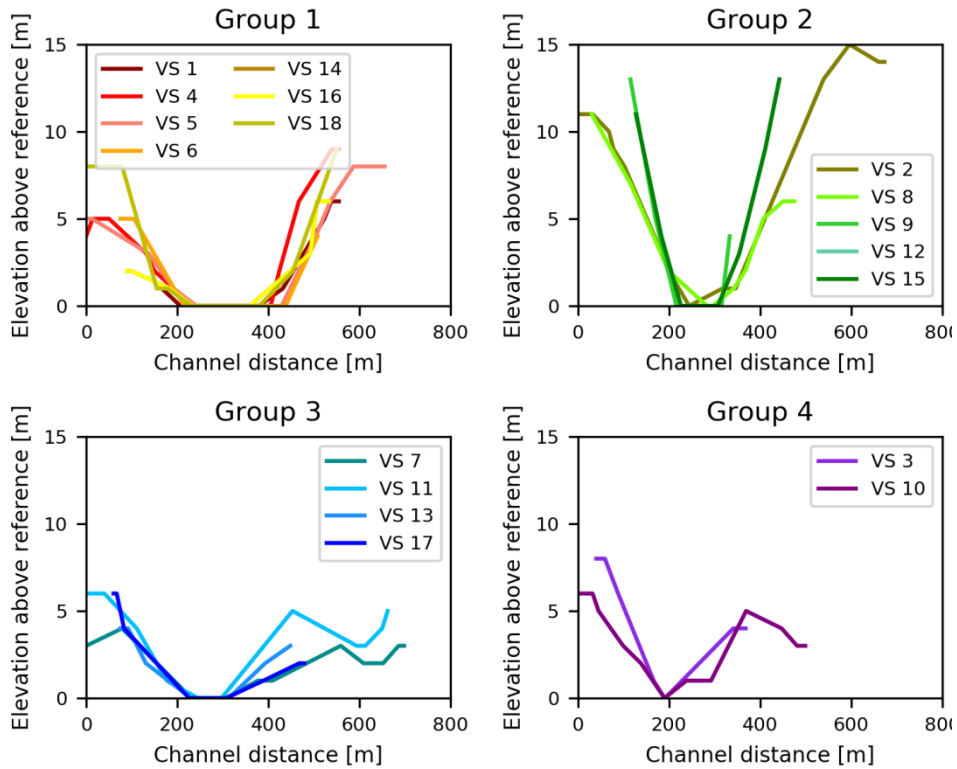 Group 1
Elevation above reference [m]
15
10
5
0
VS 1
VS 4
VS 5
VS 6
VS 14
VS 16
VS 18
0 200 400 600 800
Channel distance [m]
Group 2
Elevation above reference [m]
15
10
5
0
VS 2
VS 8
VS 9
VS 12
VS 15
0 200 400 600 80
Channel distance [m]
Group 3
Elevation above reference [m]
15
10
5
0
VS 7
VS 11
VS 13
VS 17
0 200 400 600 800
Channel distance [m]
Group 4
Elevation above reference [m]
15
10
5
0
VS 3
VS 10
0 200 400 600 80
Channel distance [m]